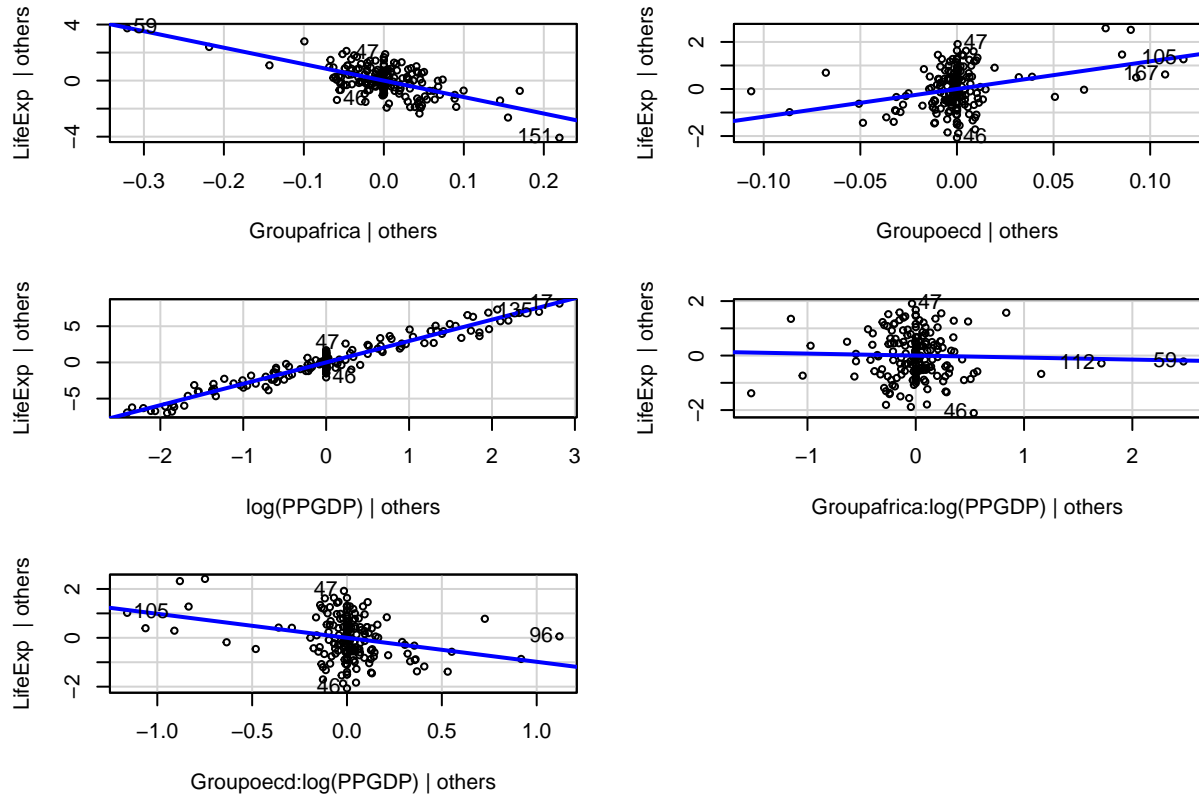 4
0
−4
LifeExp | others
59
47
46
151
−0.3 −0.2 −0.1 0.0 0.1 0.2
Groupafrica | others
2
0
−2
LifeExp | others
47
105
167
46
−0.10 −0.05 0.00 0.05 0.10
Groupoecd | others
5
0
−5
LifeExp | others
47
46
135
17
−2 −1 0 1 2 3
log(PPGDP) | others
2
0
−2
LifeExp | others
47
112
59
46
−1 0 1 2
Groupafrica:log(PPGDP) | others
2
0
−2
LifeExp | others
105
47
96
46
−1.0 −0.5 0.0 0.5 1.0
Groupoecd:log(PPGDP) | others